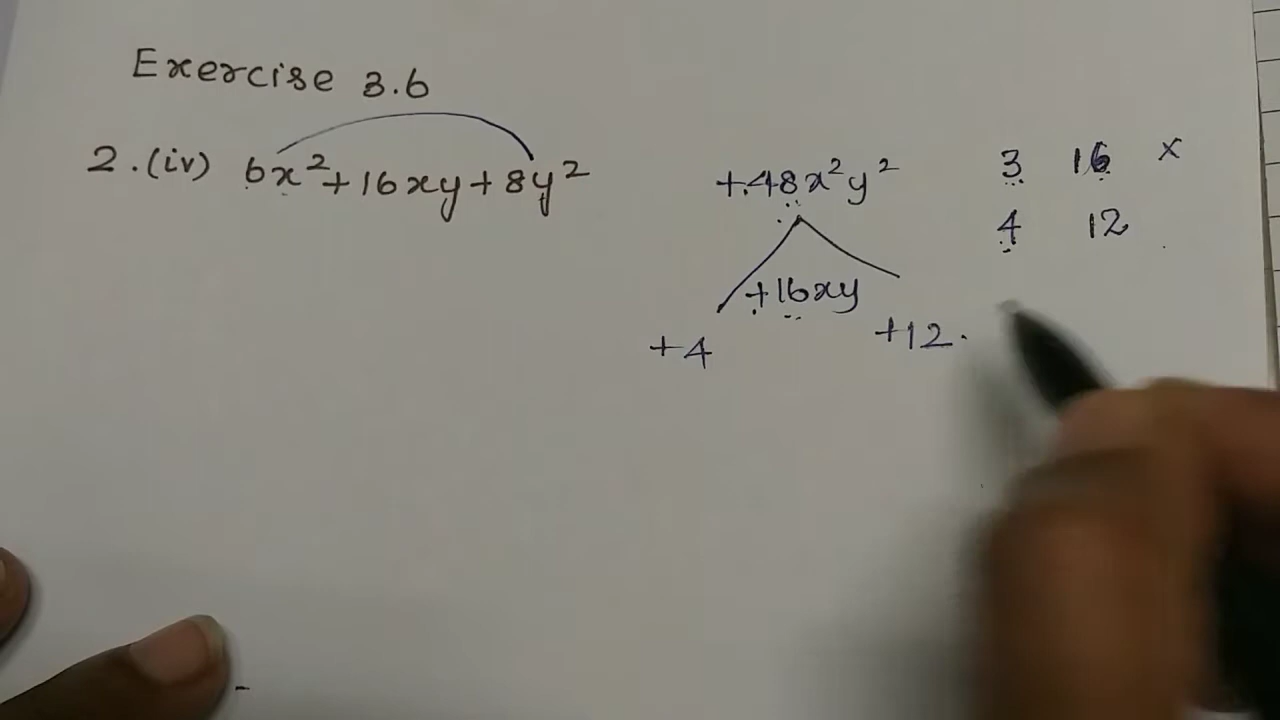 Exercise 3.6
2.(iv) 6x²+16xy+8y²
+48x²y²
+16xy
+4 +12
3 16 ×
4 12